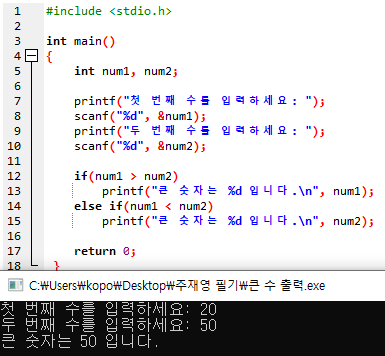 1 #include <stdio.h>
2
3 int main()
4 {
5 int num1, num2;
6
7 printf("첫 번째 수를 입력하세요: ");
8 scanf("%d", &num1);
9 printf("두 번째 수를 입력하세요: ");
10 scanf("%d", &num2);
11
12 if(num1 > num2)
13 printf("큰 숫자는 %d 입니다.\n", num1);
14 else if(num1 < num2)
15 printf("큰 숫자는 %d 입니다.\n", num2);
16
17 return 0;
18 }
C:₩Users₩kopo₩Desktop₩주재영 필기₩큰 수 출력.exe
첫 번째 수를 입력하세요: 20
두 번째 수를 입력하세요: 50
큰 숫자는 50 입니다.